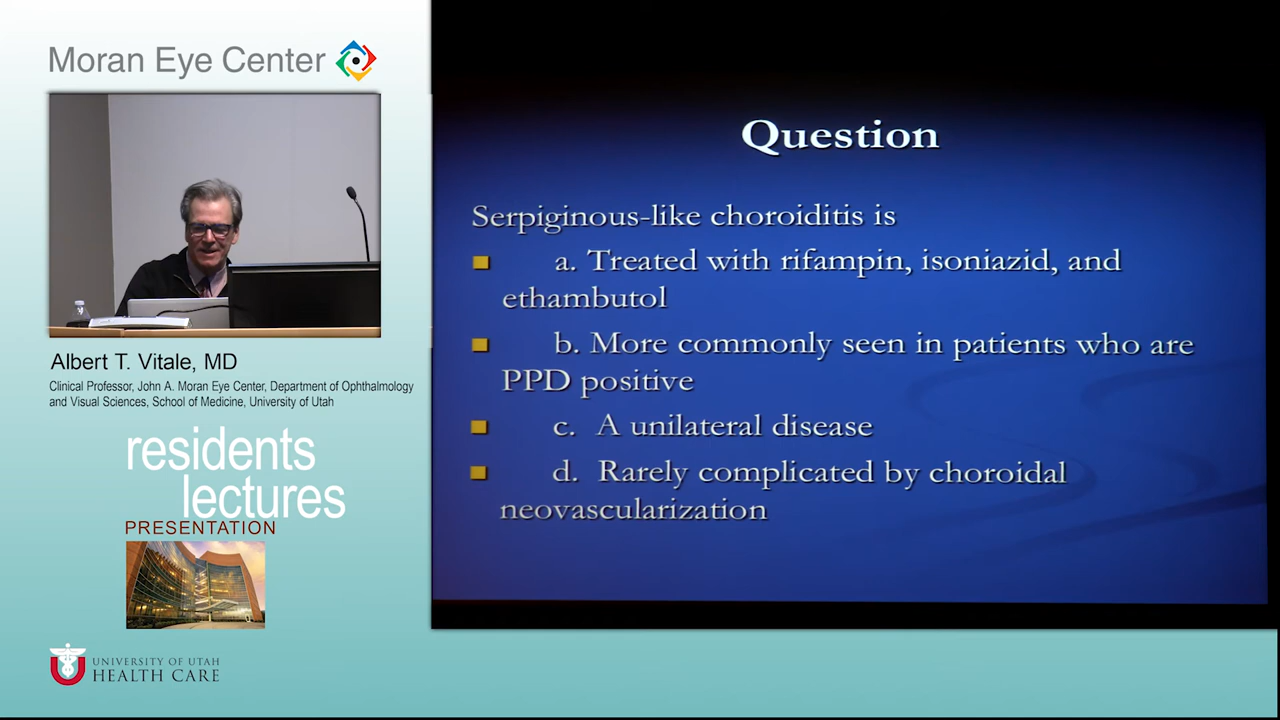 Moran Eye Center
Albert T. Vitale, MD
Clinical Professor, John A. Moran Eye Center, Department of Ophthalmology
and Visual Sciences, School of Medicine, University of Utah
residents
lectures
PRESENTATION
UNIVERSITY OF UTAH
HEALTH CARE
Question
Serpiginous-like choroiditis is
a. Treated with rifampin, isoniazid, and
ethambutol
b. More commonly seen in patients who are
PPD positive
c. A unilateral disease
d. Rarely complicated by choroidal
neovascularization